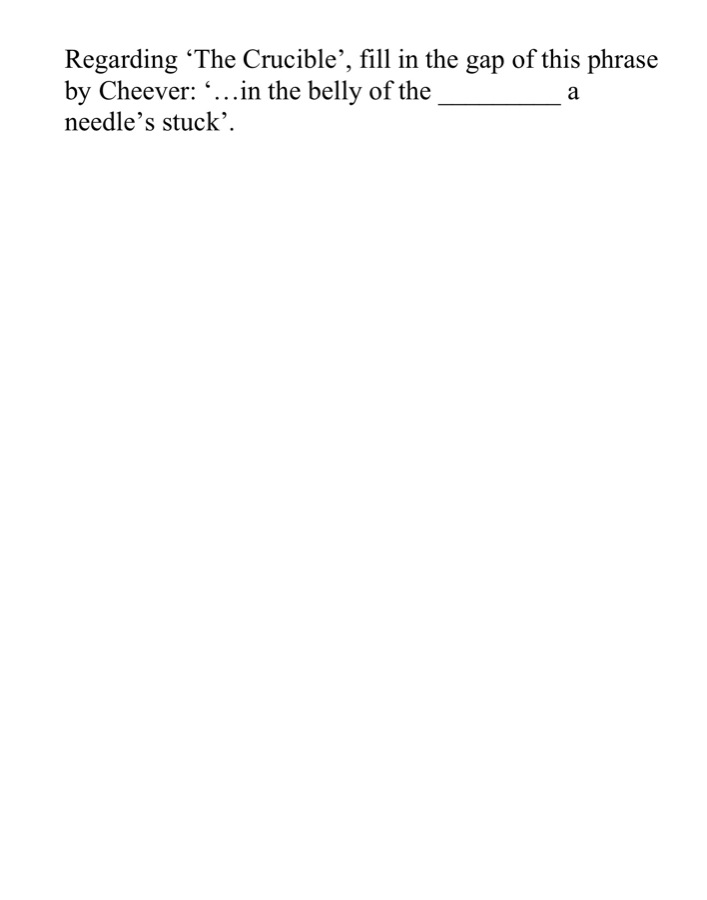 Regarding ‘The Crucible’, fill in the gap of this phrase
by Cheever: ‘…in the belly of the _________ a
needle’s stuck’.